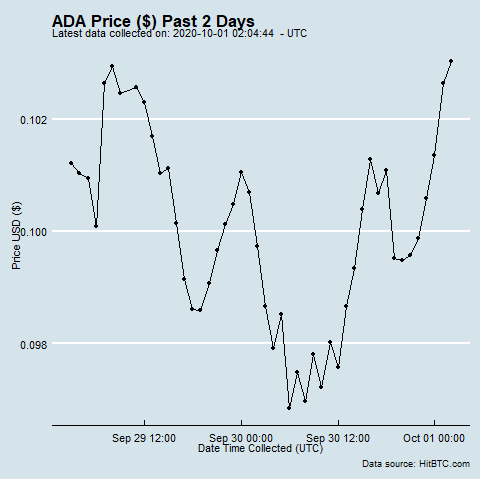 ADA Price ($) Past 2 Days
Latest data collected on: 2020-10-01 02:04:44 - UTC
0.102
0.100
0.098
Price USD ($)
Sep 29 12:00
Sep 30 00:00
Sep 30 12:00
Oct 01 00:00
Date Time Collected (UTC)
Data source: HitBTC.com